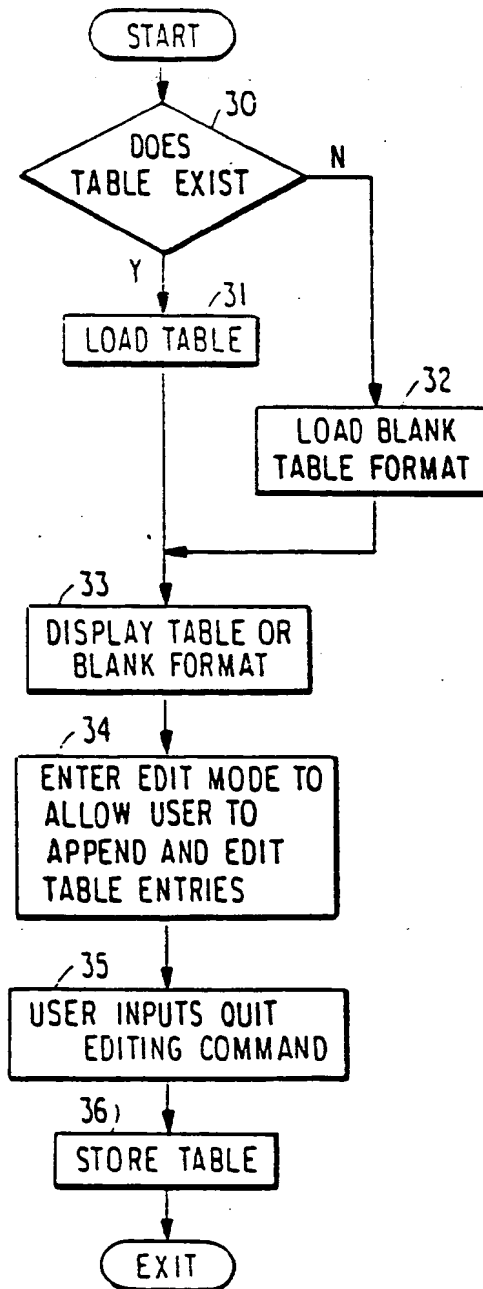 START
30
DOES
TABLE EXIST
N
Y
31
LOAD TABLE
32
LOAD BLANK
TABLE FORMAT
33
DISPLAY TABLE OR
BLANK FORMAT
34
ENTER EDIT MODE TO
ALLOW USER TO
APPEND AND EDIT
TABLE ENTRIES
35
USER INPUTS QUIT
EDITING COMMAND
36
STORE TABLE
EXIT